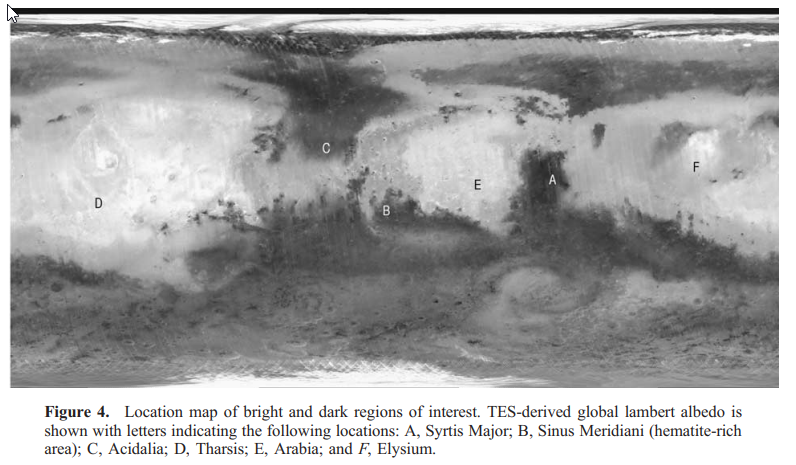 F
C
A
E
D
B
Figure 4. Location map of bright and dark regions of interest. TES-derived global lambert albedo is
shown with letters indicating the following locations: A, Syrtis Major; B, Sinus Meridiani (hematite-rich
area); C, Acidalia; D, Tharsis; E, Arabia; and F, Elysium.